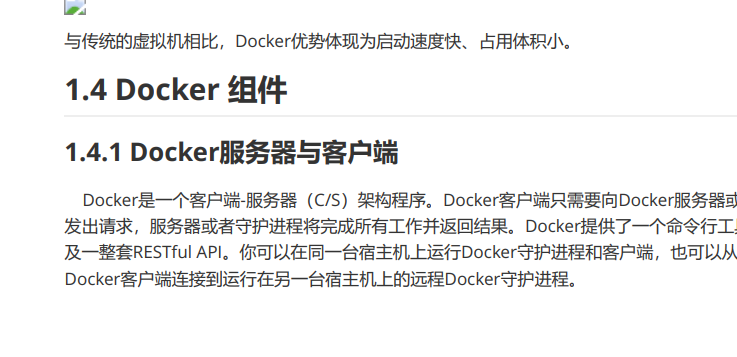 与传统的虚拟机相比，Docker优势体现为启动速度快、占用体积小。
1.4 Docker 组件
1.4.1 Docker服务器与客户端
Docker是一个客户端-服务器（C/S）架构程序。Docker客户端只需要向Docker服务器或
发出请求，服务器或者守护进程将完成所有工作并返回结果。Docker提供了一个命令行工
及一整套RESTful API。你可以在同一台宿主机上运行Docker守护进程和客户端，也可以从
Docker客户端连接到运行在另一台宿主机上的远程Docker守护进程。